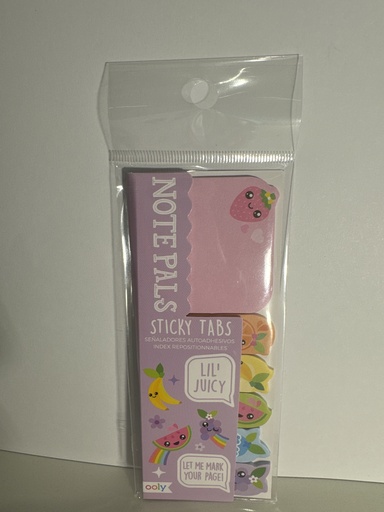 NOTE PALS
STICKY TABS
SEÑALADORES AUTOADHESIVOS
INDEX REPOSITIONNABLES
LIL'
JUICY
LET ME MARK
YOUR PAGE!
ooly